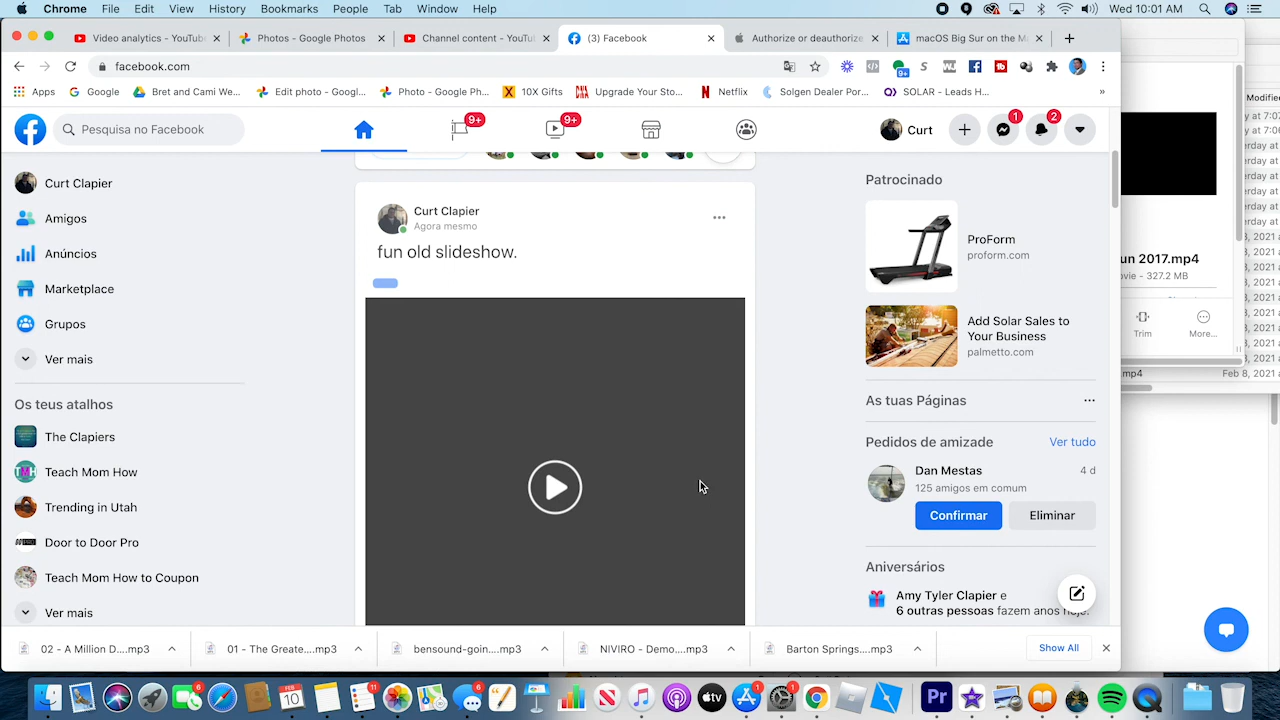 Chrome File Edit View History Bookmarks People Tab Window Help Wed 10:01 AM
Video analytics - YouTub Photos - Google Photos Channel content - YouTu (3) Facebook Authorize or deauthorize macOS Big Sur on the M
facebook.com
9+
Apps Google Bret and Cami We... Edit photo - Googl... Photo - Google Ph... 10X Gifts Upgrade Your Sto... Netflix Solgen Dealer Por... SOLAR - Leads H... »
Pesquisa no Facebook 9+ 9+ Curt 1 2
Curt Clapier
Amigos
Anúncios
Marketplace
Grupos
Ver mais
Os teus atalhos
The Clapiers
Teach Mom How
Trending in Utah
Door to Door Pro
Teach Mom How to Coupon
Ver mais
Curt Clapier
Agora mesmo
fun old slideshow.
Patrocinado
ProForm
proform.com
Add Solar Sales to
Your Business
palmetto.com
As tuas Páginas
Pedidos de amizade Ver tudo
Dan Mestas 4 d
125 amigos em comum
Confirmar Eliminar
Aniversários
Amy Tyler Clapier e
6 outras pessoas fazem anos hoje.
Modified
un 2017.mp4
ovie - 327.2 MB
Trim More...
.mp4 Feb 8, 2021 a
02 - A Million D....mp3 01 - The Greate....mp3 bensound-goin....mp3 NIVIRO - Demo....mp3 Barton Springs....mp3 Show All